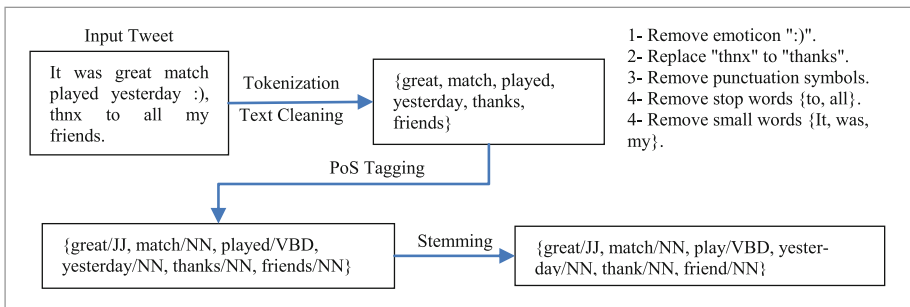 Input Tweet
It was great match
played yesterday :),
thnx to all my
friends.
Tokenization
Text Cleaning
{great, match, played,
yesterday, thanks,
friends}
1- Remove emoticon ":)".
2- Replace "thnx" to "thanks".
3- Remove punctuation symbols.
4- Remove stop words {to, all}.
4- Remove small words {It, was,
my}.
PoS Tagging
{great/JJ, match/NN, played/VBD,
yesterday/NN, thanks/NN, friends/NN}
Stemming
{great/JJ, match/NN, play/VBD, yester-
day/NN, thank/NN, friend/NN}